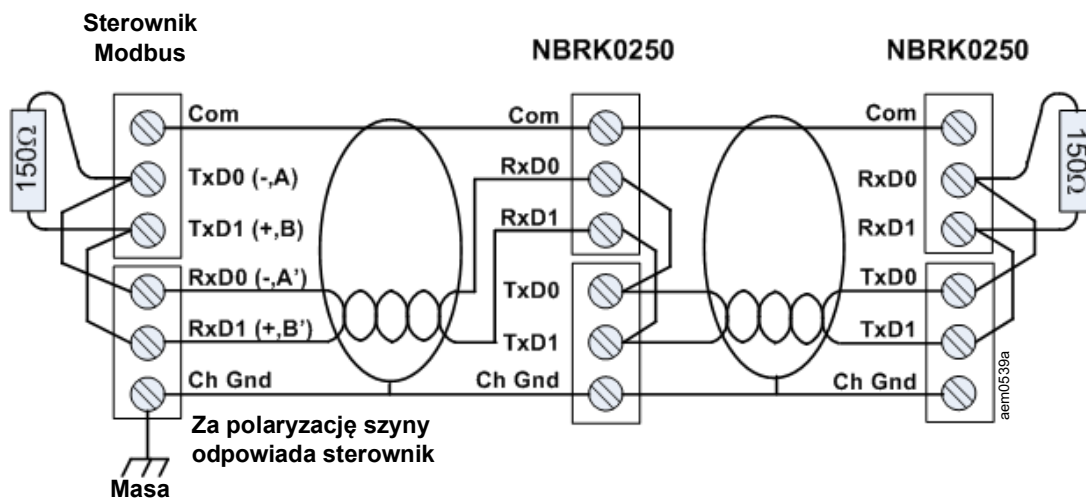 Sterownik
Modbus
NBRK0250
NBRK0250
150Ω
Com
TxD0 (-,A)
TxD1 (+,B)
RxD0 (-,A')
RxD1 (+,B')
Ch Gnd
Com
RxD0
RxD1
TxD0
TxD1
Ch Gnd
Com
RxD0
RxD1
TxD0
TxD1
Ch Gnd
150Ω
aem0539a
Za polaryzację szyny
odpowiada sterownik
Masa